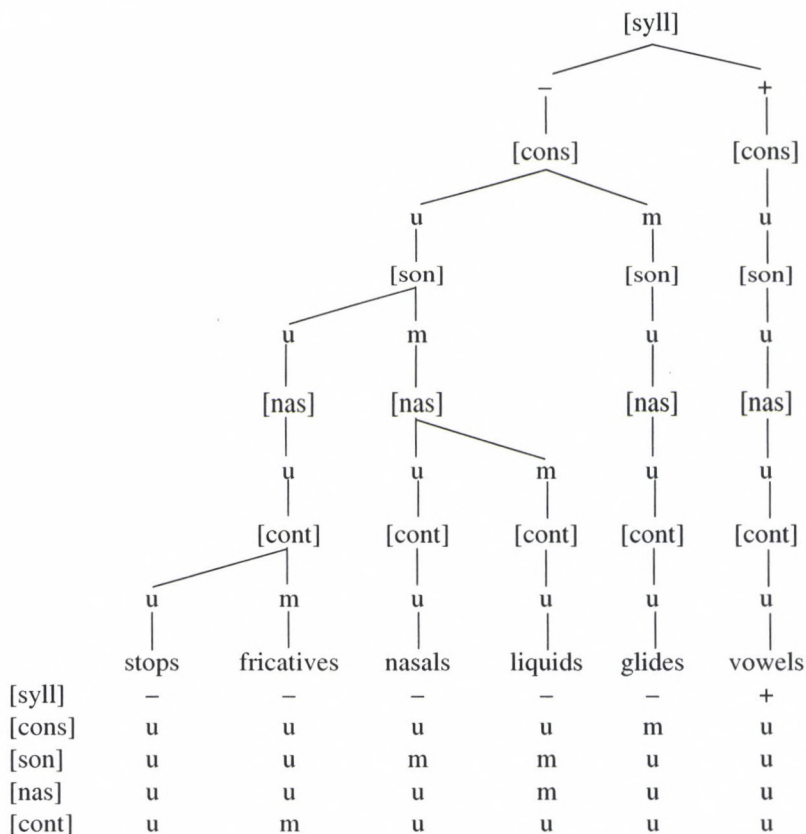 [syll]
– +
[cons] [cons]
u m u
[son] [son] [son]
u m u u
[nas] [nas] [nas] [nas]
u u m u u
[cont] [cont] [cont] [cont] [cont]
u m u u u u
stops fricatives nasals liquids glides vowels
[syll] – – – – – +
[cons] u u u u m u
[son] u u m m u u
[nas] u u u m u u
[cont] u m u u u u